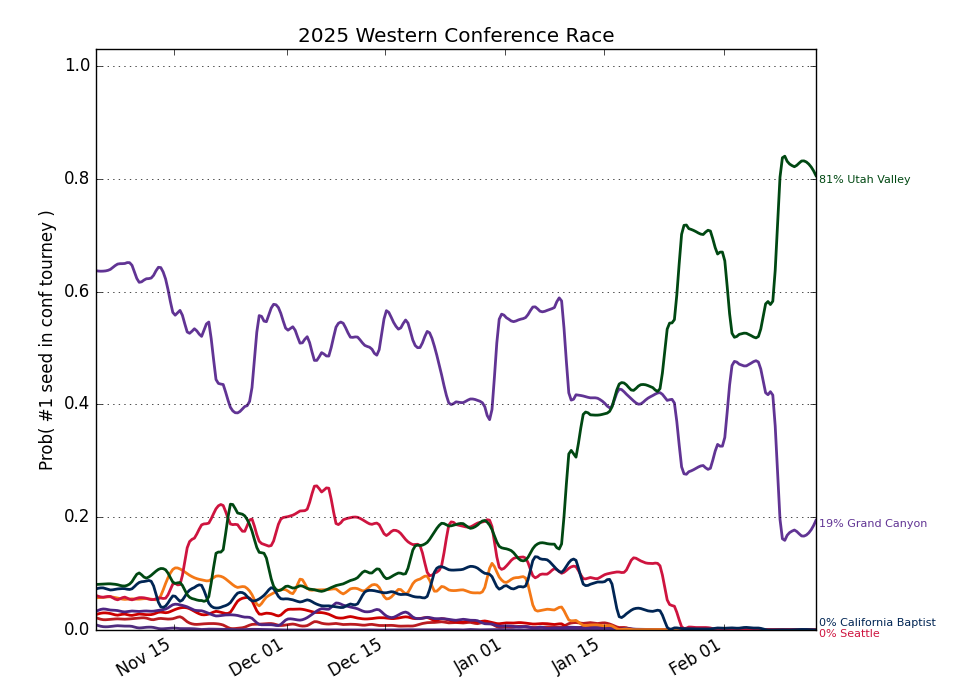 2025 Western Conference Race
Prob( #1 seed in conf tourney )
1.0
0.8
0.6
0.4
0.2
0.0
81% Utah Valley
19% Grand Canyon
0% California Baptist
0% Seattle
Nov 15
Dec 01
Dec 15
Jan 01
Jan 15
Feb 01